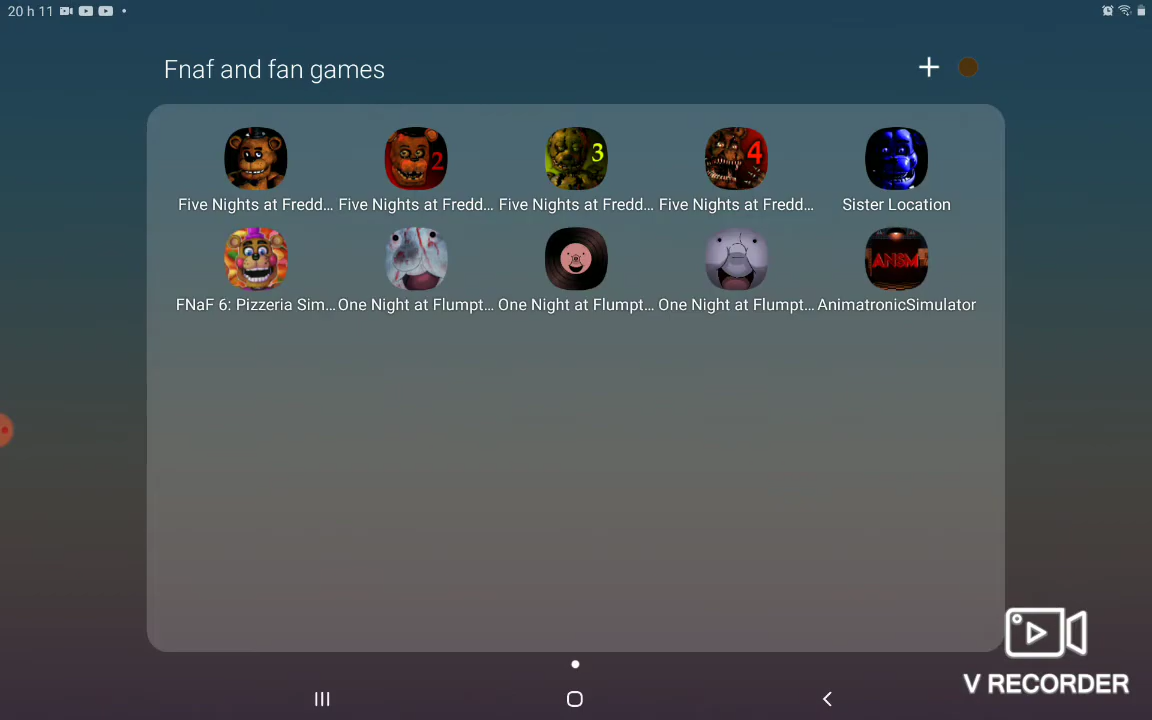 20 h 11
Fnaf and fan games
2
3
4
Five Nights at Fredd... Five Nights at Fredd... Five Nights at Fredd... Five Nights at Fredd... Sister Location
ANSM
FNaF 6: Pizzeria Sim... One Night at Flumpt... One Night at Flumpt... One Night at Flumpt... AnimatronicSimulator
V RECORDER